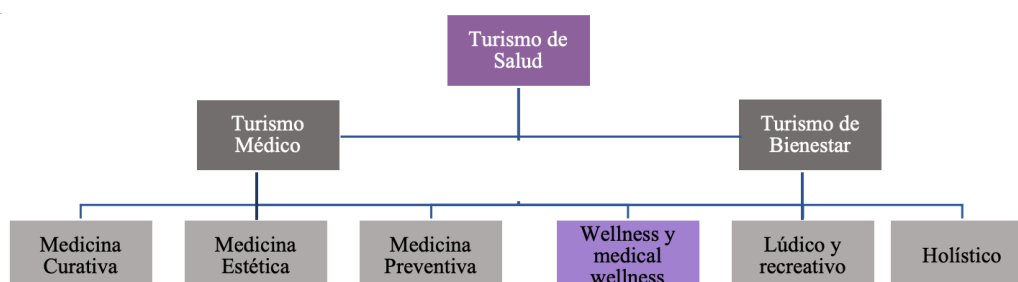 Turismo de
Salud
Turismo
Médico
Turismo de
Bienestar
Medicina
Curativa
Medicina
Estética
Medicina
Preventiva
Wellness y
medical
wellness
Lúdico y
recreativo
Holístico